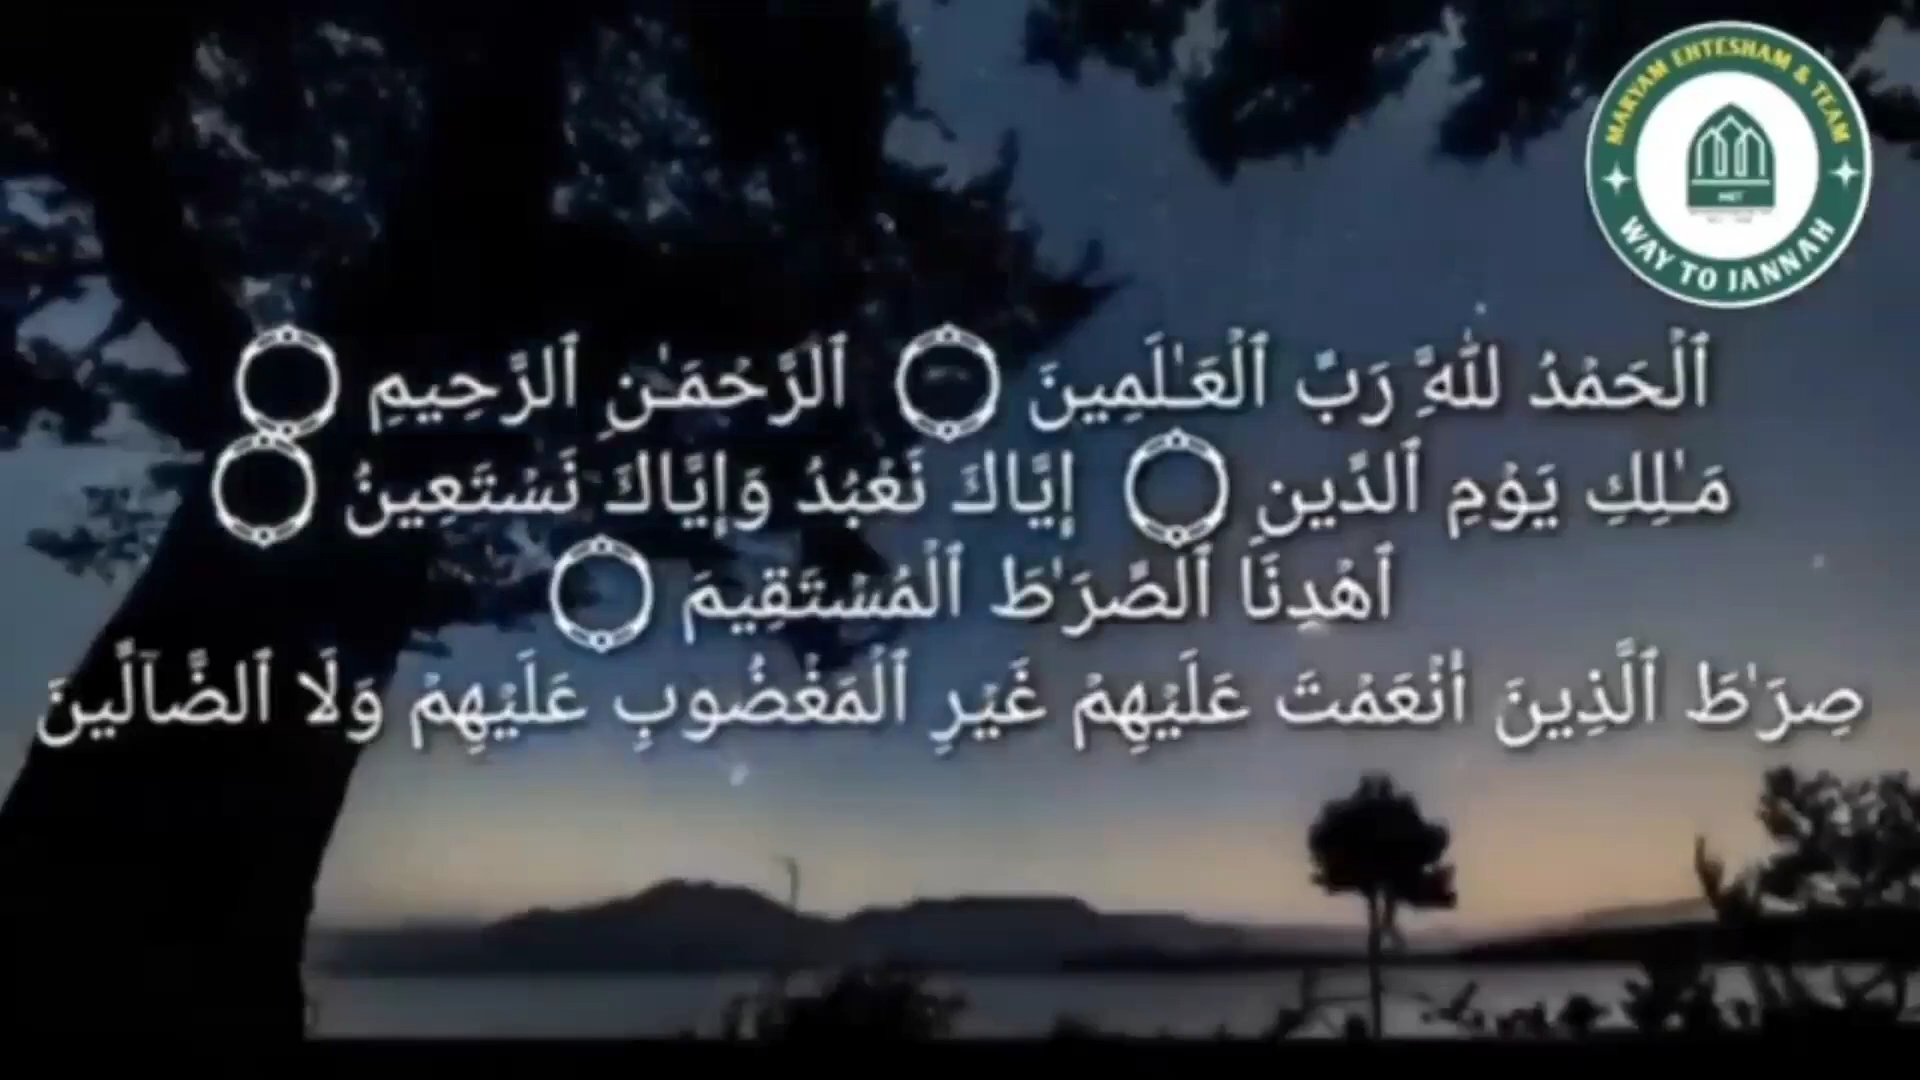 MARYAM EHTESHAM & TEAM
WAY TO JANNAH
ٱلْحَمْدُ لِلَّهِ رَبِّ ٱلْعَـٰلَمِينَ ۝ ٱلرَّحْمَـٰنِ ٱلرَّحِيمِ ۝
مَـٰلِكِ يَوْمِ ٱلدِّينِ ۝ إِيَّاكَ نَعْبُدُ وَإِيَّاكَ نَسْتَعِينُ ۝
ٱهْدِنَا ٱلصِّرَٰطَ ٱلْمُسْتَقِيمَ ۝
صِرَٰطَ ٱلَّذِينَ أَنْعَمْتَ عَلَيْهِمْ غَيْرِ ٱلْمَغْضُوبِ عَلَيْهِمْ وَلَا ٱلضَّآلِّينَ